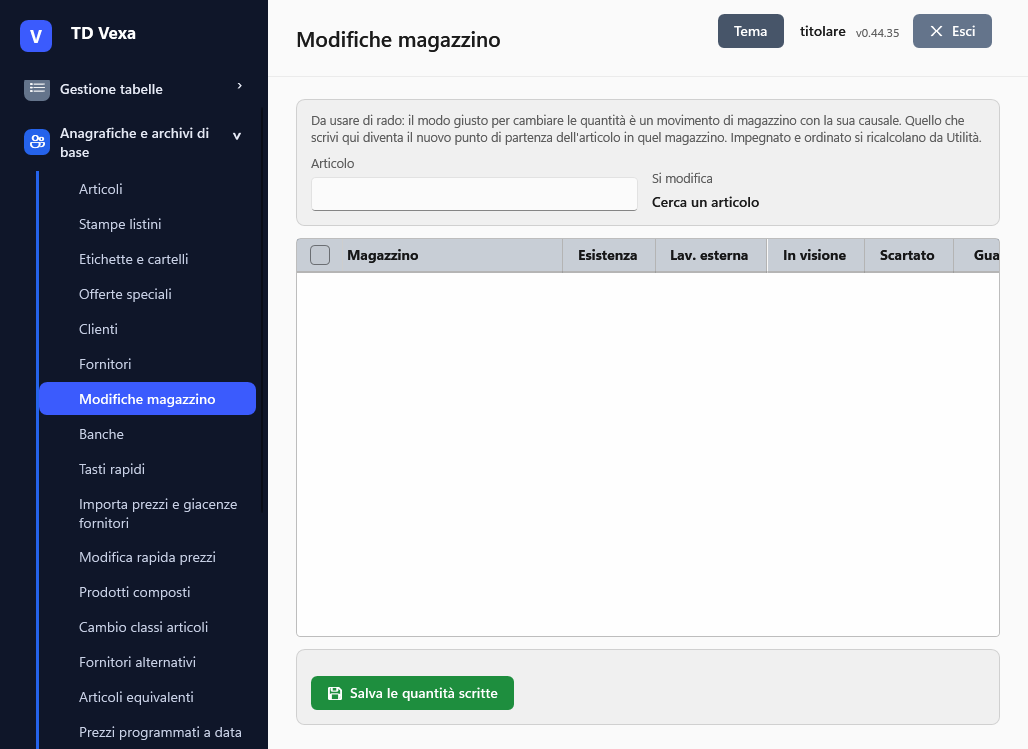 V TD Vexa
Gestione tabelle
Anagrafiche e archivi di
base
Articoli
Stampe listini
Etichette e cartelli
Offerte speciali
Clienti
Fornitori
Modifiche magazzino
Banche
Tasti rapidi
Importa prezzi e giacenze
fornitori
Modifica rapida prezzi
Prodotti composti
Cambio classi articoli
Fornitori alternativi
Articoli equivalenti
Prezzi programmati a data
Modifiche magazzino
Tema titolare v0.44.35 Esci
Da usare di rado: il modo giusto per cambiare le quantità è un movimento di magazzino con la sua causale. Quello che
scrivi qui diventa il nuovo punto di partenza dell'articolo in quel magazzino. Impegnato e ordinato si ricalcolano da Utilità.
Articolo
Si modifica
Cerca un articolo
Magazzino Esistenza Lav. esterna In visione Scartato Gua
Salva le quantità scritte